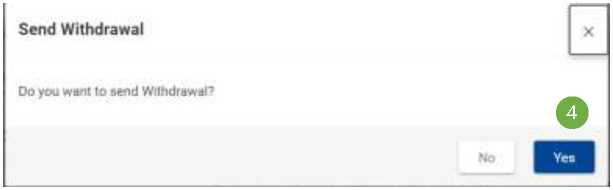 Send Withdrawal
×
Do you want to send Withdrawal?
4
No
Yes